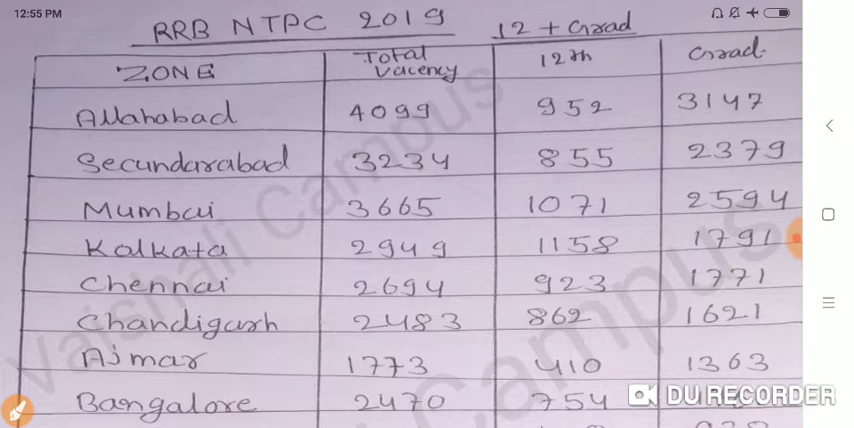 12:55 PM
RRB NTPC 2019 12 + Grad
ZONE Total Vacency 12th Grad.
Allahabad 4099 952 3147
Secundarabad 3234 855 2379
Mumbai 3665 1071 2594
Kolkata 2949 1158 1791
Chennai 2694 923 1771
Chandigarh 2483 862 1621
Ajmar 1773 410 1363
Bangalore 2470 754
DU RECORDER
Vaishali Campus